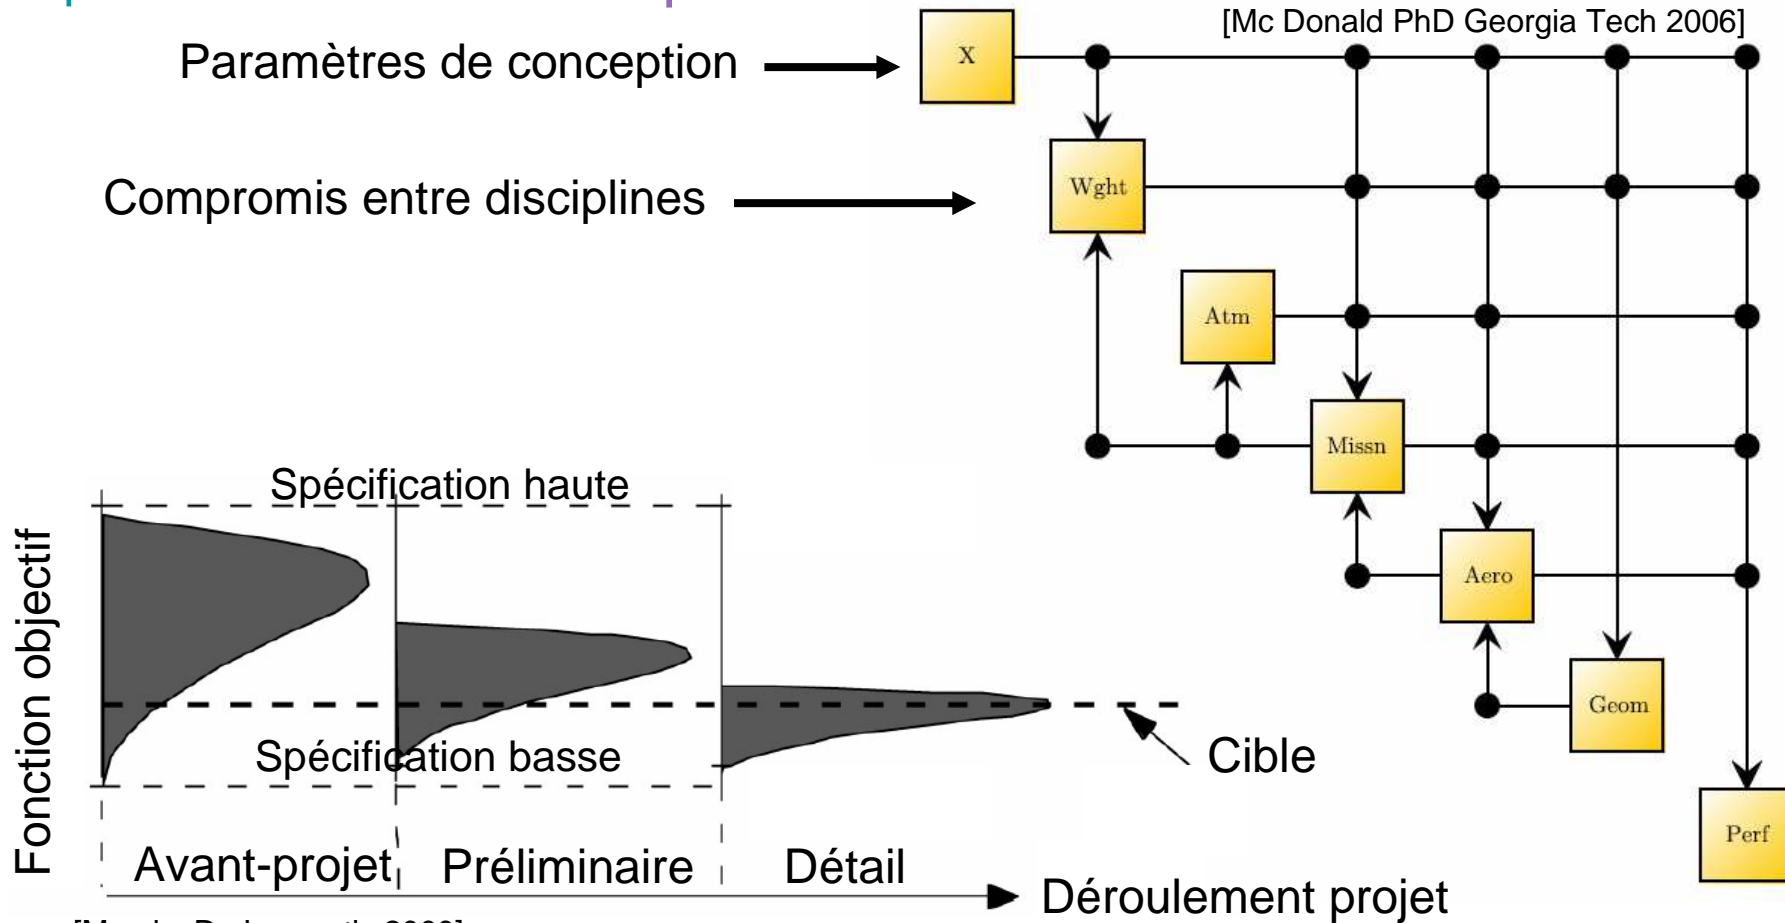 [Mc Donald PhD Georgia Tech 2006]
Paramètres de conception
X
Compromis entre disciplines
Wght
Atm
Missn
Aero
Geom
Perf
Spécification haute
Fonction objectif
Spécification basse
Cible
Avant-projet
Préliminaire
Détail
Déroulement projet